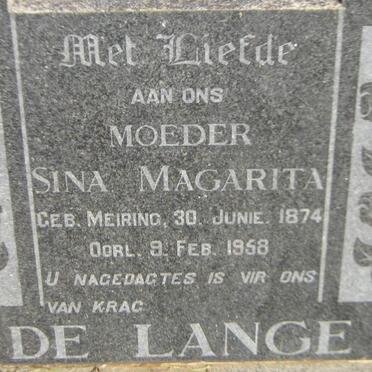 Met Liefde
AAN ONS
MOEDER
SINA MAGARITA
GEB. MEIRING, 30. JUNIE. 1874
OORL. 9. FEB. 1958
U NAGEDAGTES IS VIR ONS
VAN KRAG
DE LANGE